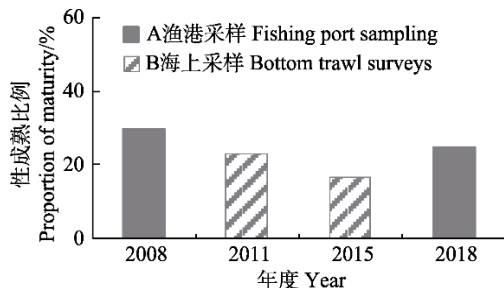 60
A渔港采样 Fishing port sampling
B海上采样 Bottom trawl surveys
40
20
0
性成熟比例
Proportion of maturity/%
2008 2011 2015 2018
年度 Year